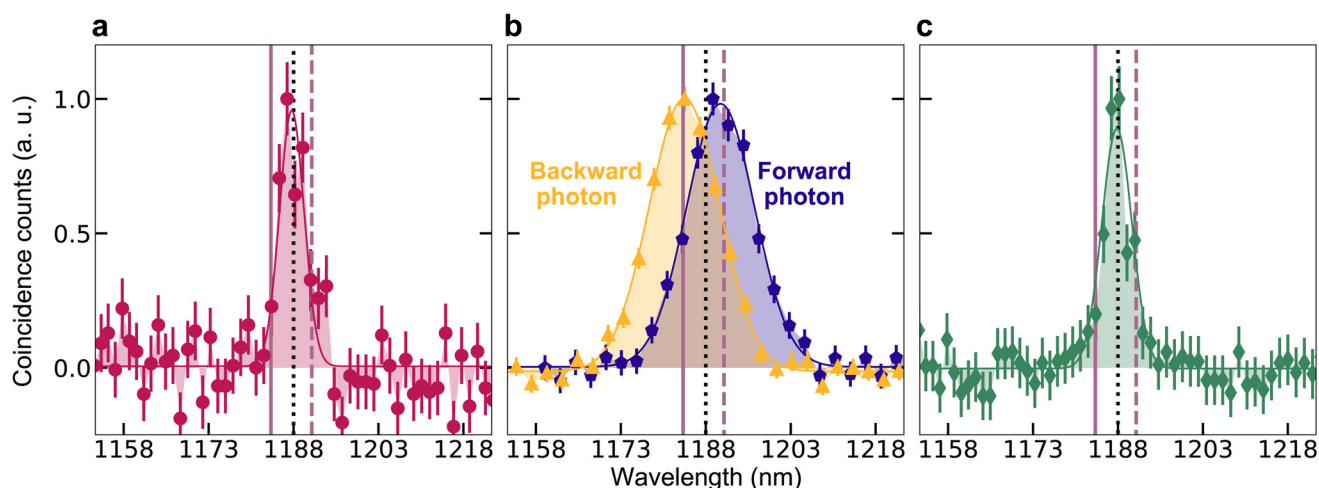 a
b
c
Coincidence counts (a. u.)
1.0
0.5
0.0
Backward
photon
Forward
photon
1158 1173 1188 1203 1218
1158 1173 1188 1203 1218
1158 1173 1188 1203 1218
Wavelength (nm)